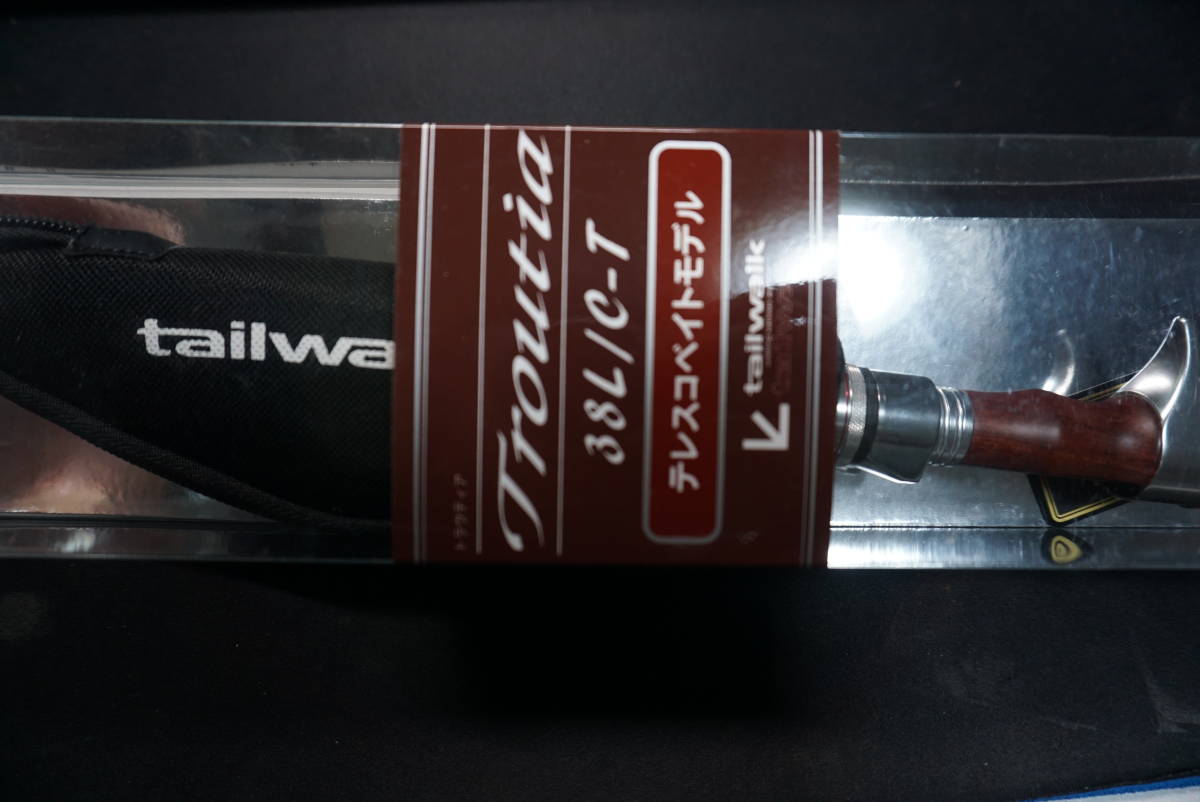 トラウティア
Troutia
38L/C-T
テレスコベイトモデル
tailwalk
tailwa